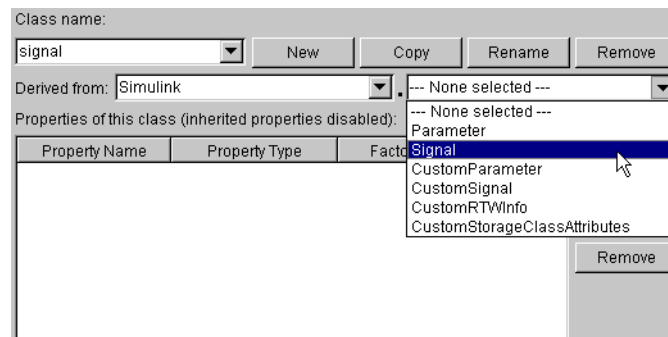 Class name:
signal New Copy Rename Remove
Derived from: Simulink . --- None selected ---
Properties of this class (inherited properties disabled):
--- None selected ---
Parameter
Signal
CustomParameter
CustomSignal
CustomRTWInfo
CustomStorageClassAttributes
Property Name Property Type Facto
Remove